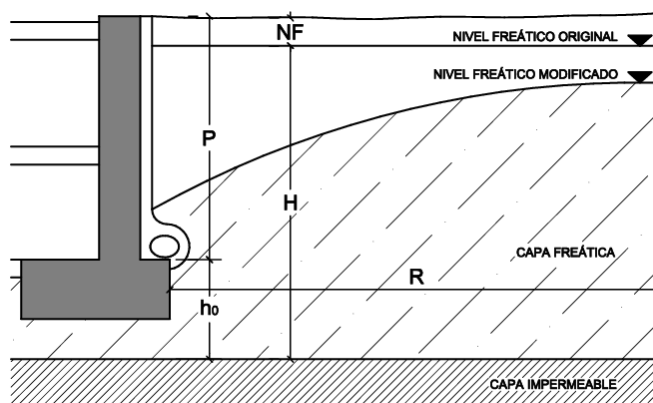 NF
NIVEL FREÁTICO ORIGINAL
NIVEL FREÁTICO MODIFICADO
P
H
CAPA FREÁTICA
R
h₀
CAPA IMPERMEABLE